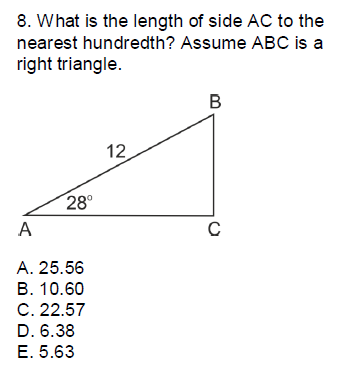 8. What is the length of side AC to the
nearest hundredth? Assume ABC is a
right triangle.
B
12
28°
A
C
A. 25.56
B. 10.60
C. 22.57
D. 6.38
E. 5.63